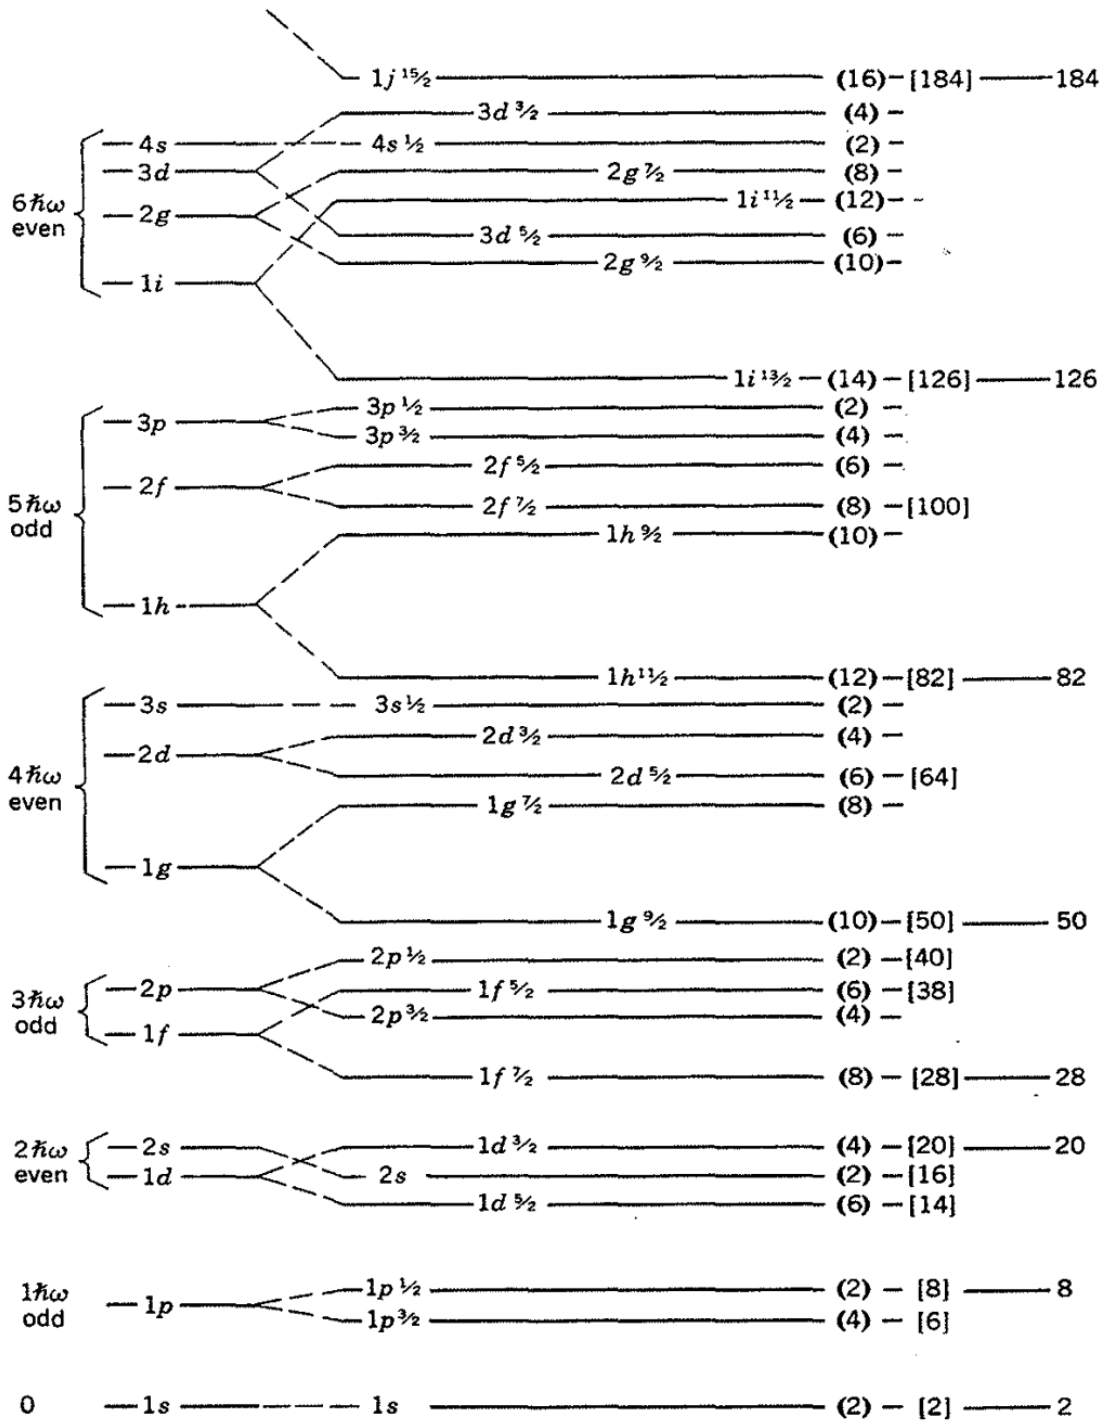 1j 15/2 (16) [184] 184
3d 3/2 (4)
4s 4s 1/2 (2)
3d 2g 7/2 (8)
6ħω even 1i 11/2 (12)
2g 3d 5/2 (6)
2g 9/2 (10)
1i
1i 13/2 (14) [126] 126
3p 3p 1/2 (2)
3p 3/2 (4)
2f 5/2 (6)
5ħω odd 2f 2f 7/2 (8) [100]
1h 9/2 (10)
1h
1h 11/2 (12) [82] 82
3s 3s 1/2 (2)
2d 3/2 (4)
4ħω even 2d 2d 5/2 (6) [64]
1g 7/2 (8)
1g
1g 9/2 (10) [50] 50
2p 1/2 (2) [40]
3ħω odd 2p 1f 5/2 (6) [38]
1f 2p 3/2 (4)
1f 7/2 (8) [28] 28
2ħω even 2s 1d 3/2 (4) [20] 20
1d 2s (2) [16]
1d 5/2 (6) [14]
1ħω odd 1p 1p 1/2 (2) [8] 8
1p 3/2 (4) [6]
0 1s 1s (2) [2] 2